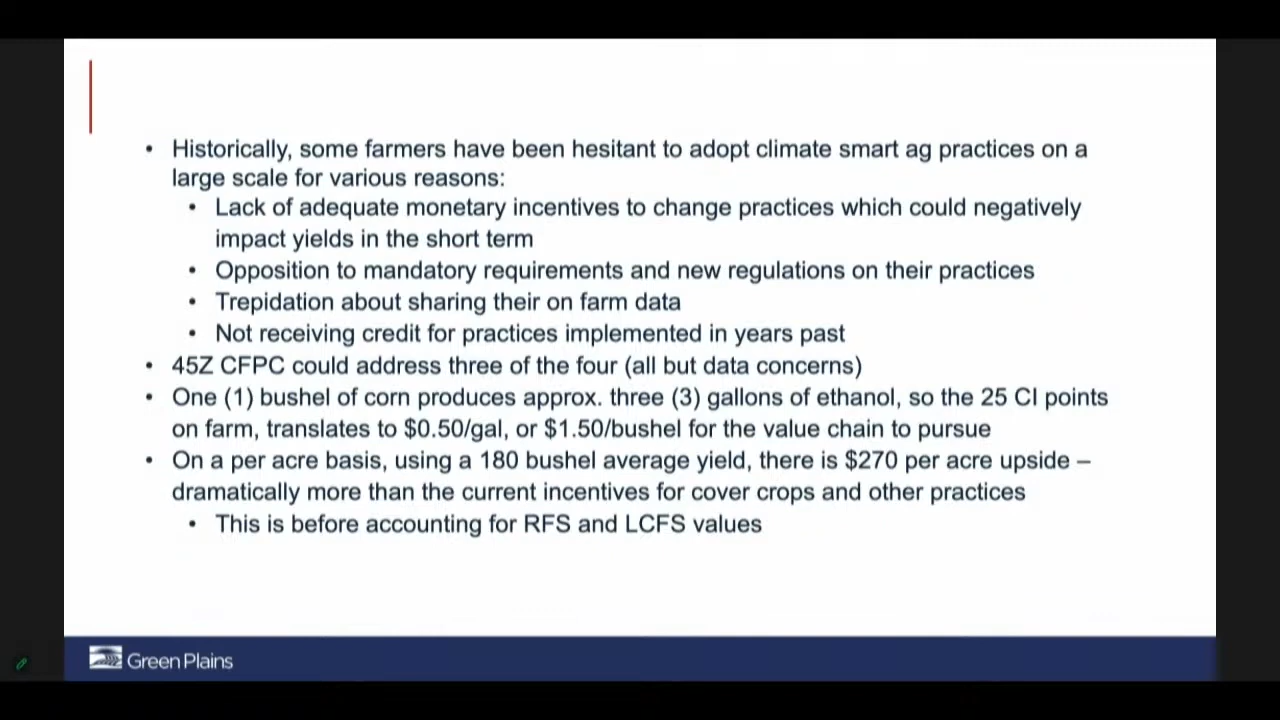 • Historically, some farmers have been hesitant to adopt climate smart ag practices on a
large scale for various reasons:
• Lack of adequate monetary incentives to change practices which could negatively
impact yields in the short term
• Opposition to mandatory requirements and new regulations on their practices
• Trepidation about sharing their on farm data
• Not receiving credit for practices implemented in years past
• 45Z CFPC could address three of the four (all but data concerns)
• One (1) bushel of corn produces approx. three (3) gallons of ethanol, so the 25 CI points
on farm, translates to $0.50/gal, or $1.50/bushel for the value chain to pursue
• On a per acre basis, using a 180 bushel average yield, there is $270 per acre upside –
dramatically more than the current incentives for cover crops and other practices
• This is before accounting for RFS and LCFS values
Green Plains